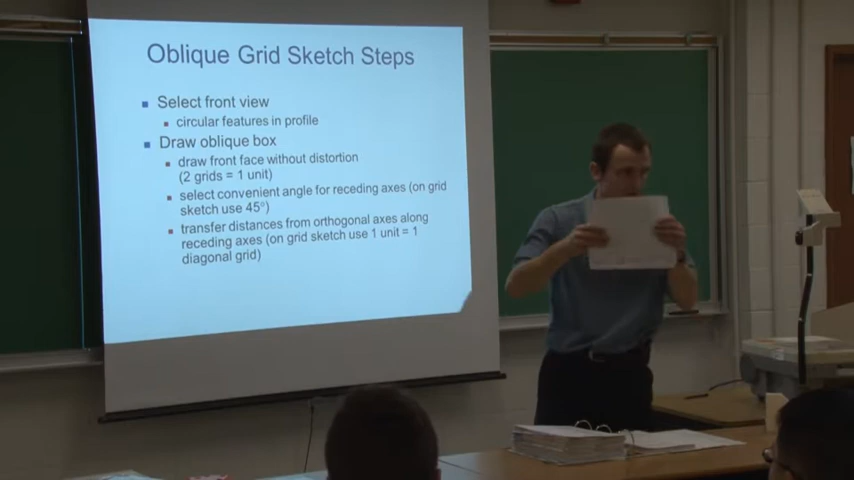 Oblique Grid Sketch Steps
Select front view
circular features in profile
Draw oblique box
draw front face without distortion
(2 grids = 1 unit)
select convenient angle for receding axes (on grid
sketch use 45°)
transfer distances from orthogonal axes along
receding axes (on grid sketch use 1 unit = 1
diagonal grid)